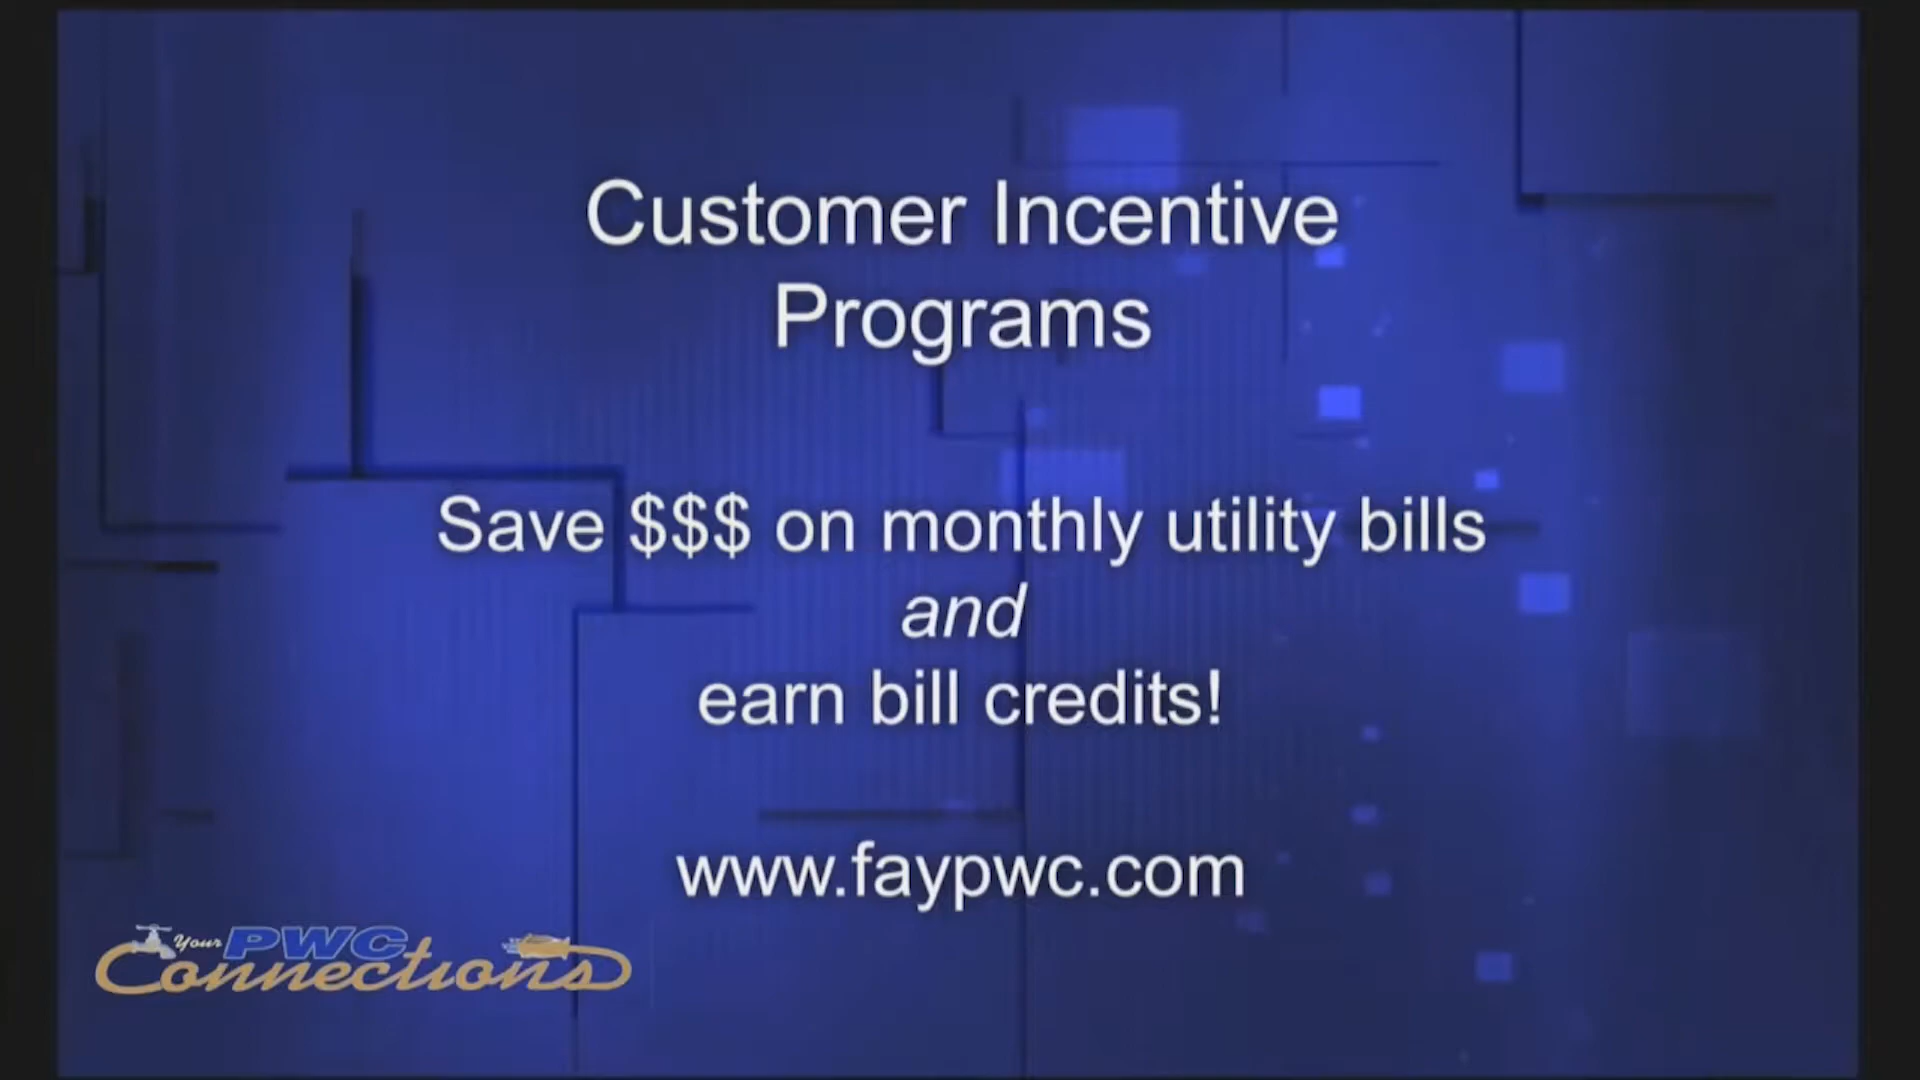 Customer Incentive
Programs
Save $$$ on monthly utility bills
and
earn bill credits!
www.faypwc.com
Your PWC
Connections